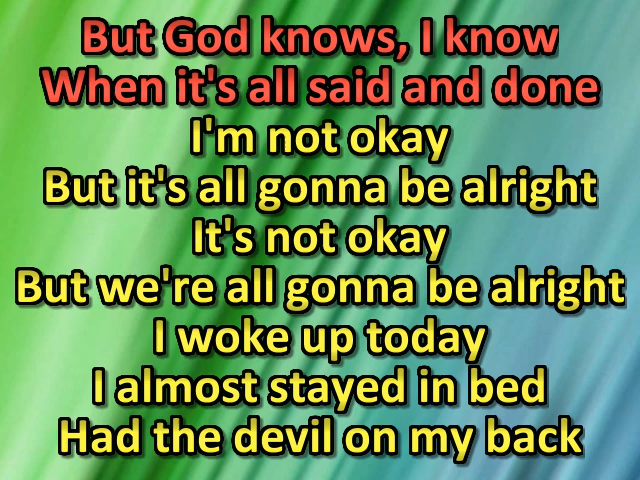 But God knows, I know
When it's all said and done
I'm not okay
But it's all gonna be alright
It's not okay
But we're all gonna be alright
I woke up today
I almost stayed in bed
Had the devil on my back